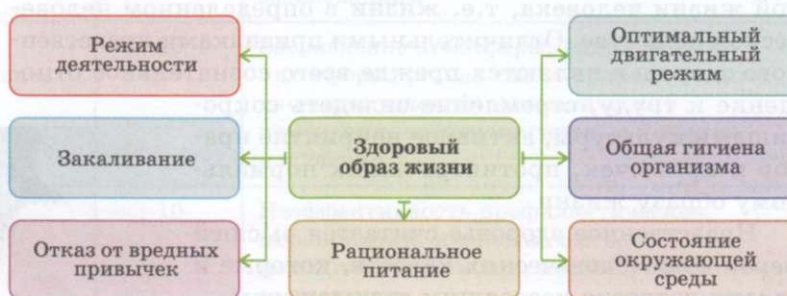 Режим
деятельности
Оптимальный
двигательный
режим
Закаливание
Здоровый
образ жизни
Общая гигиена
организма
Отказ от вредных
привычек
Рациональное
питание
Состояние
окружающей
среды